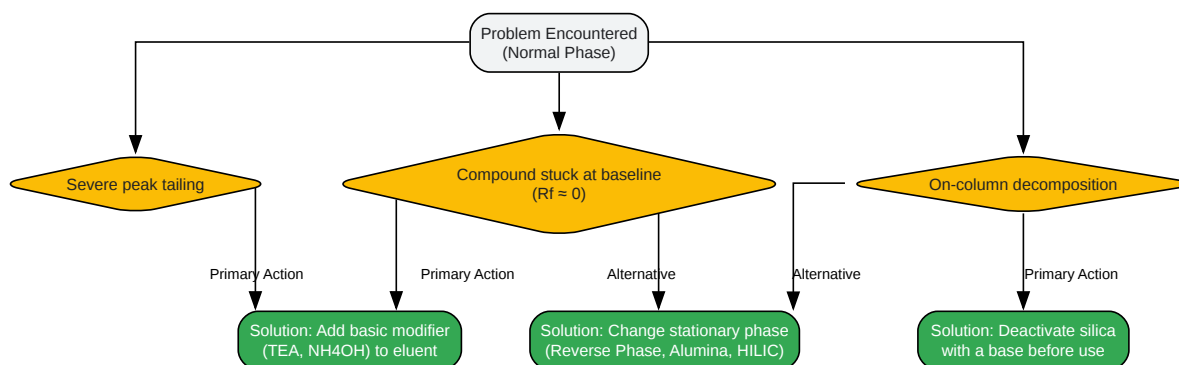 Problem Encountered
(Normal Phase)
Severe peak tailing
Compound stuck at baseline
(Rf ≈ 0)
On-column decomposition
Primary Action
Primary Action
Alternative
Alternative
Primary Action
Solution: Add basic modifier
(TEA, NH4OH) to eluent
Solution: Change stationary phase
(Reverse Phase, Alumina, HILIC)
Solution: Deactivate silica
with a base before use